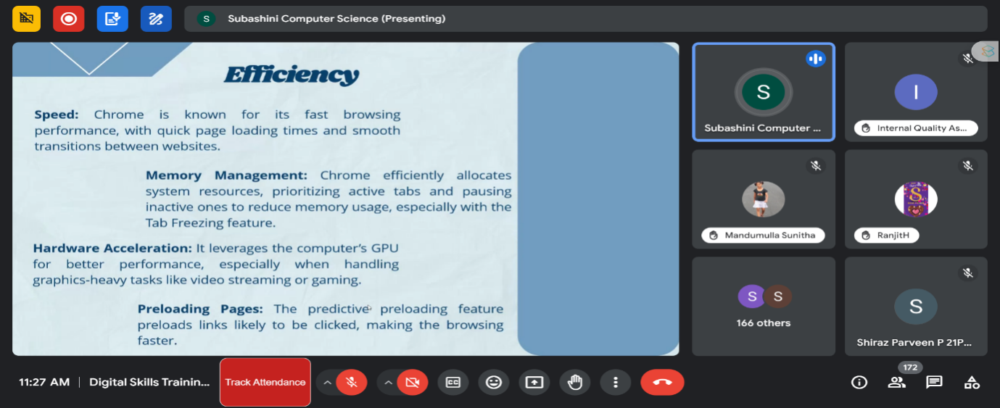 S Subashini Computer Science (Presenting)
Efficiency
Speed: Chrome is known for its fast browsing
performance, with quick page loading times and smooth
transitions between websites.
Memory Management: Chrome efficiently allocates
system resources, prioritizing active tabs and pausing
inactive ones to reduce memory usage, especially with the
Tab Freezing feature.
Hardware Acceleration: It leverages the computer's GPU
for better performance, especially when handling
graphics-heavy tasks like video streaming or gaming.
Preloading Pages: The predictive preloading feature
preloads links likely to be clicked, making the browsing
faster.
S
Subashini Computer ...
I
Internal Quality As...
Mandumulla Sunitha
S
RanjitH
S S
166 others
S
Shiraz Parveen P 21P...
11:27 AM | Digital Skills Trainin...
Track Attendance
CC
172